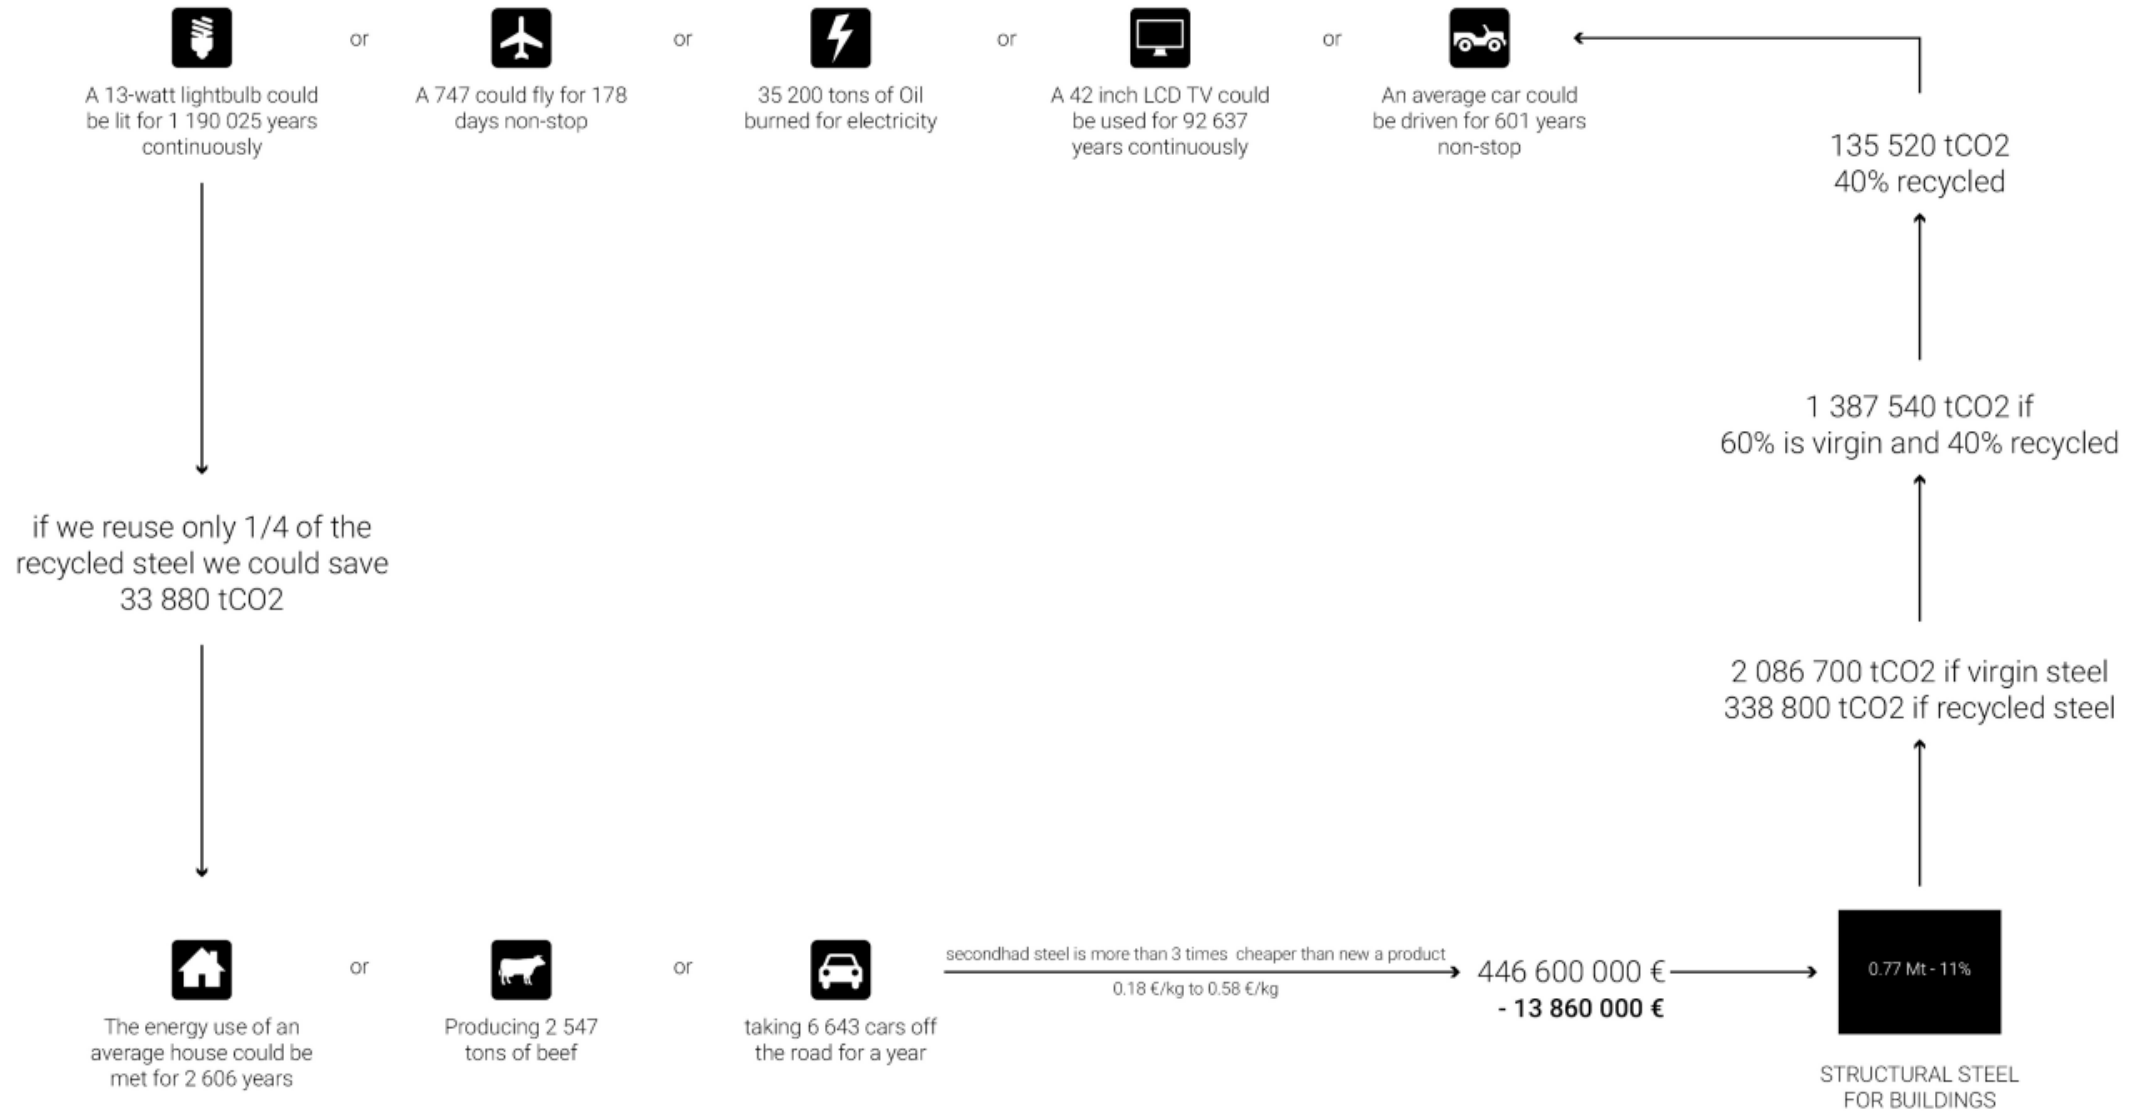 or
or
or
or
A 13-watt lightbulb could
be lit for 1 190 025 years
continuously
A 747 could fly for 178
days non-stop
35 200 tons of Oil
burned for electricity
A 42 inch LCD TV could
be used for 92 637
years continuously
An average car could
be driven for 601 years
non-stop
135 520 tCO2
40% recycled
1 387 540 tCO2 if
60% is virgin and 40% recycled
if we reuse only 1/4 of the
recycled steel we could save
33 880 tCO2
2 086 700 tCO2 if virgin steel
338 800 tCO2 if recycled steel
or
or
The energy use of an
average house could be
met for 2 606 years
Producing 2 547
tons of beef
taking 6 643 cars off
the road for a year
secondhad steel is more than 3 times cheaper than new a product
0.18 €/kg to 0.58 €/kg
446 600 000 €
- 13 860 000 €
0.77 Mt - 11%
STRUCTURAL STEEL
FOR BUILDINGS